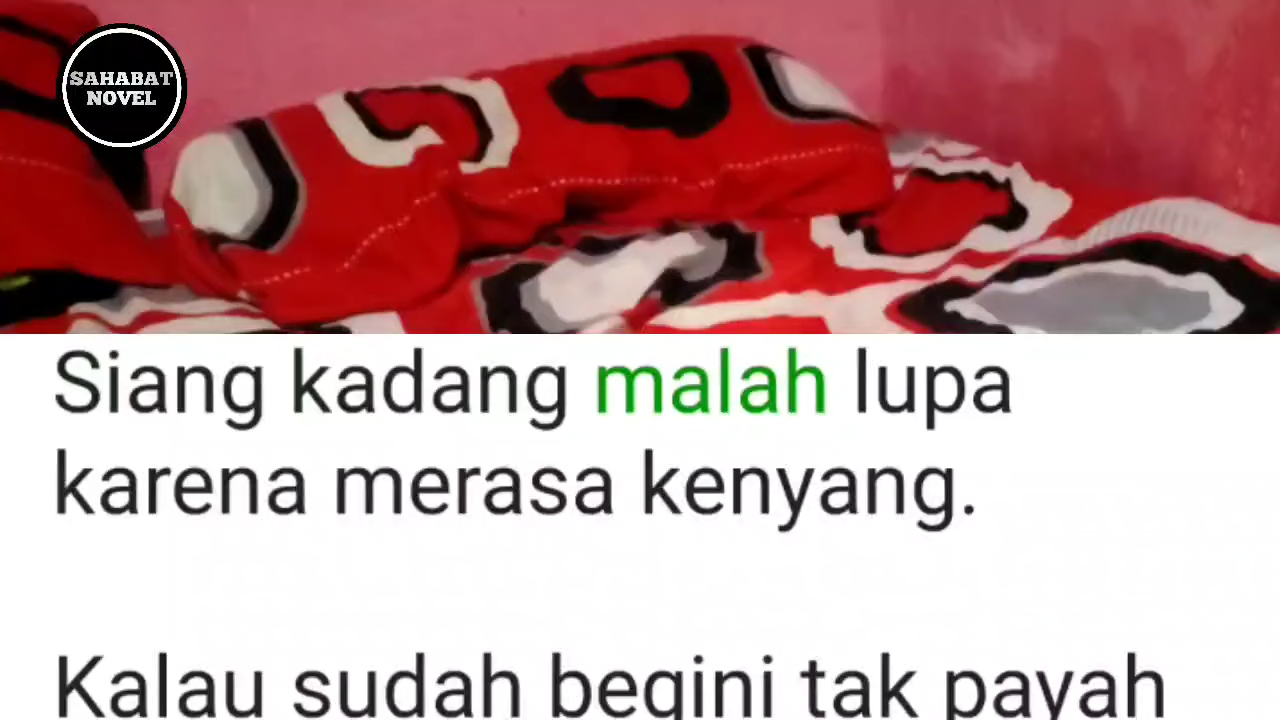 SAHABAT
NOVEL
Siang kadang malah lupa
karena merasa kenyang.
Kalau sudah begini tak payah